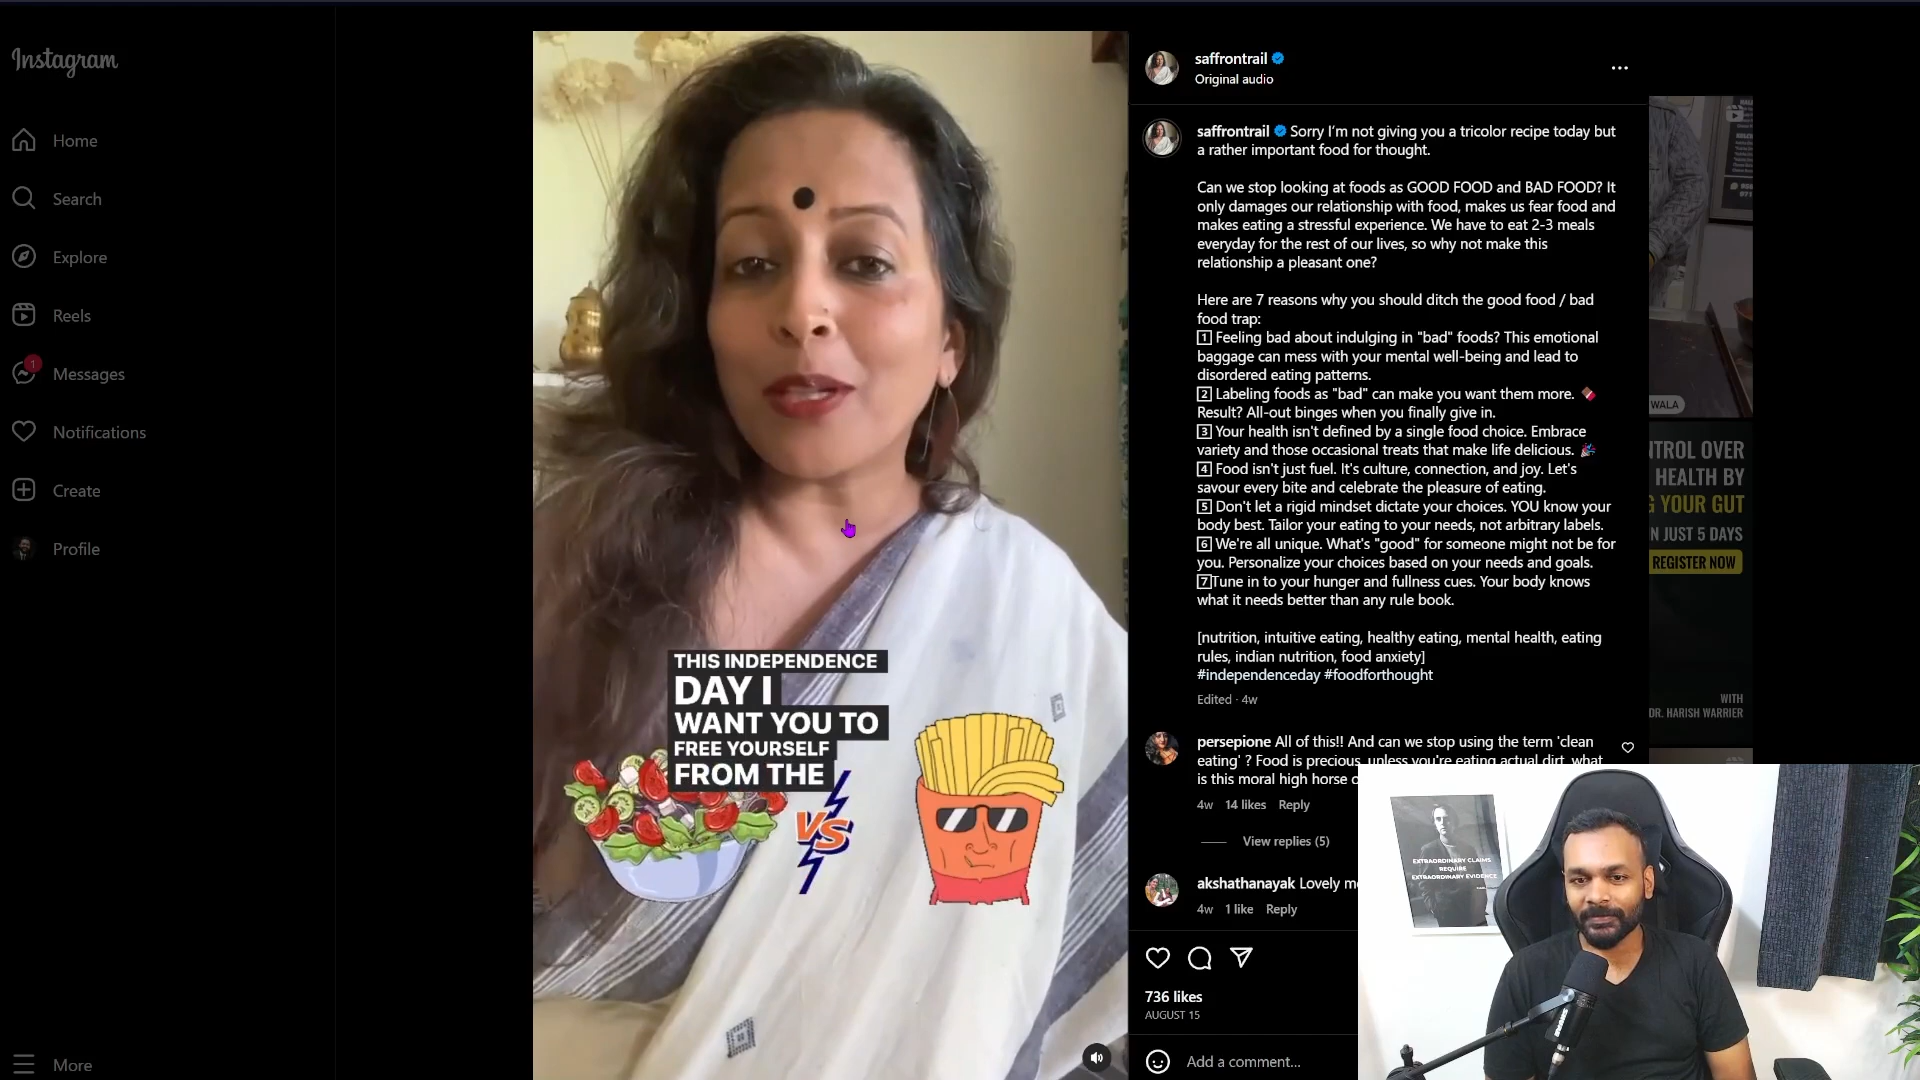 Instagram
Home
Search
Explore
Reels
1
Messages
Notifications
Create
Profile
More
THIS INDEPENDENCE
DAY I
WANT YOU TO
FREE YOURSELF
FROM THE
VS
saffrontrail
Original audio
saffrontrail Sorry I'm not giving you a tricolor recipe today but
a rather important food for thought.
Can we stop looking at foods as GOOD FOOD and BAD FOOD? It
only damages our relationship with food, makes us fear food and
makes eating a stressful experience. We have to eat 2-3 meals
everyday for the rest of our lives, so why not make this
relationship a pleasant one?
Here are 7 reasons why you should ditch the good food / bad
food trap:
1 Feeling bad about indulging in "bad" foods? This emotional
baggage can mess with your mental well-being and lead to
disordered eating patterns.
2 Labeling foods as "bad" can make you want them more. 🍫
Result? All-out binges when you finally give in.
3 Your health isn't defined by a single food choice. Embrace
variety and those occasional treats that make life delicious. 🎉
4 Food isn't just fuel. It's culture, connection, and joy. Let's
savour every bite and celebrate the pleasure of eating.
5 Don't let a rigid mindset dictate your choices. YOU know your
body best. Tailor your eating to your needs, not arbitrary labels.
6 We're all unique. What's "good" for someone might not be for
you. Personalize your choices based on your needs and goals.
7Tune in to your hunger and fullness cues. Your body knows
what it needs better than any rule book.
[nutrition, intuitive eating, healthy eating, mental health, eating
rules, indian nutrition, food anxiety]
#independenceday #foodforthought
Edited · 4w
persepione All of this!! And can we stop using the term 'clean
eating' ? Food is precious, unless you're eating actual dirt, what
is this moral high horse
4w 14 likes Reply
View replies (5)
akshathanayak Lovely
4w 1 like Reply
736 likes
AUGUST 15
Add a comment...
WALA
NTROL OVER
HEALTH BY
YOUR GUT
N JUST 5 DAYS
REGISTER NOW
WITH
DR. HARISH WARRIER
EXTRAORDINARY CLAIMS
REQUIRE
EXTRAORDINARY EVIDENCE